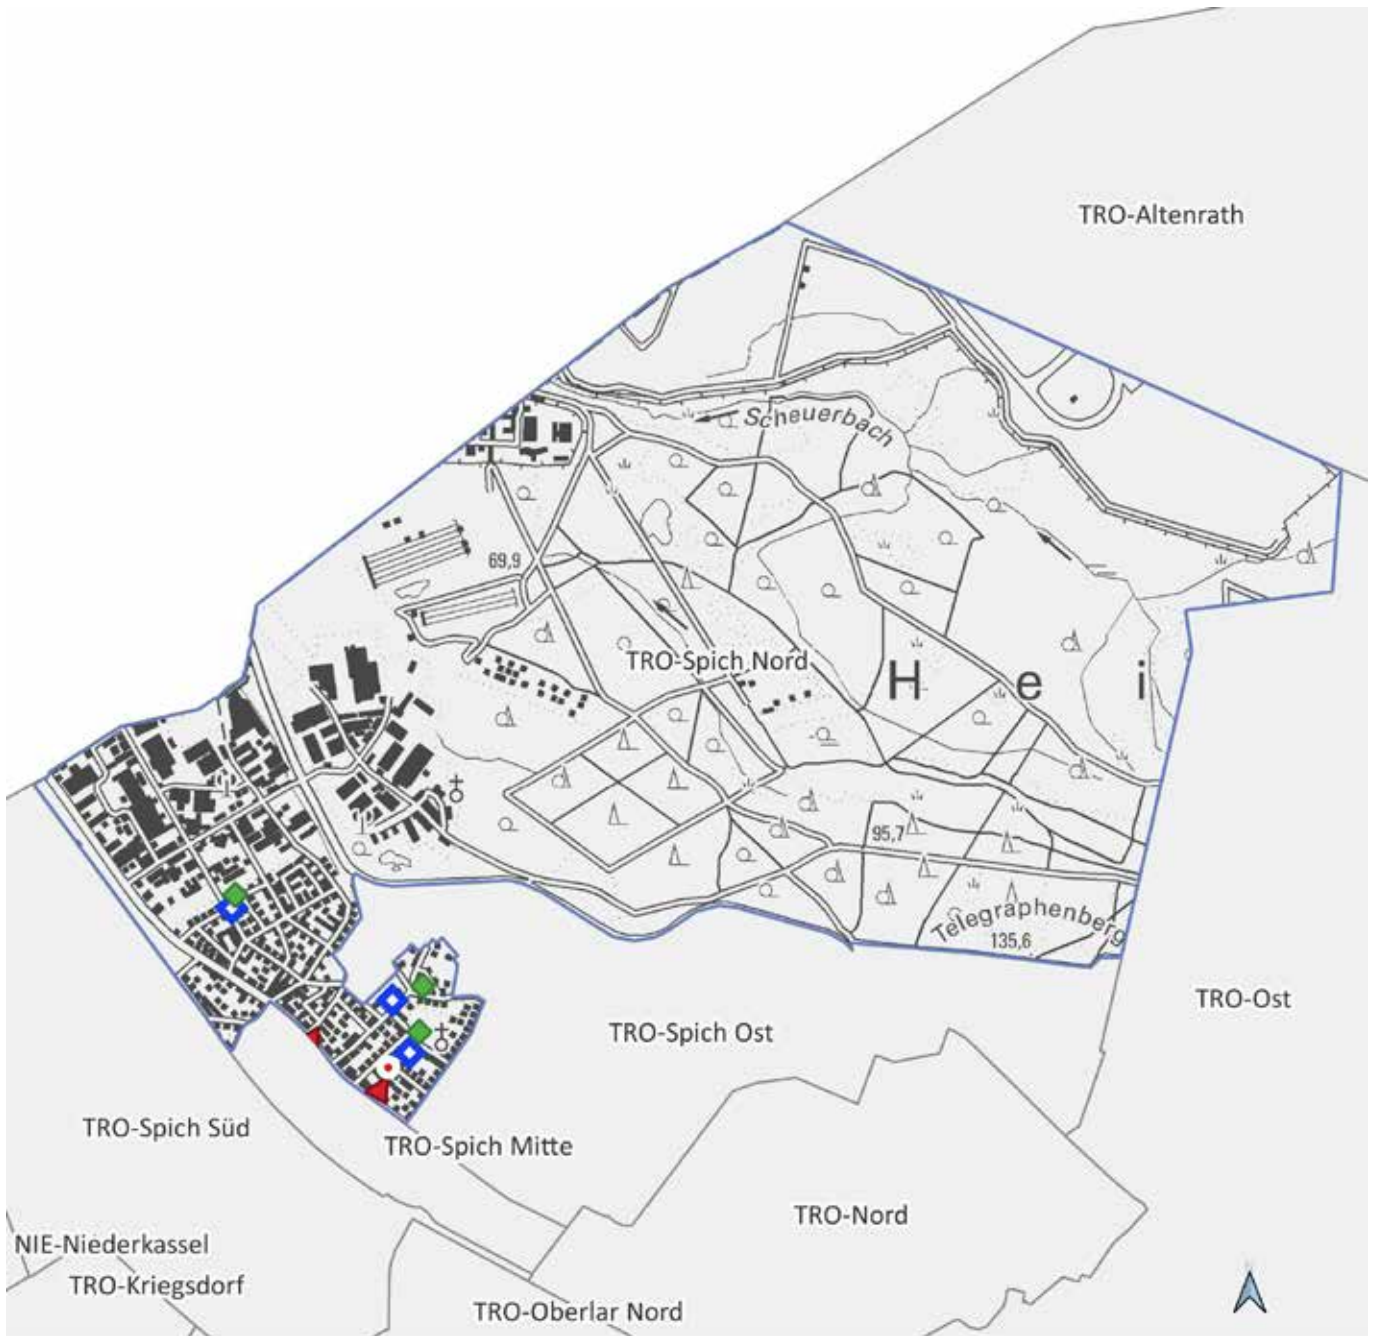 TRO-Altenrath
Scheuerbach
69,9
TRO-Spich Nord
H e i
95,7
Telegraphenberg
135,6
TRO-Ost
TRO-Spich Ost
TRO-Spich Süd
TRO-Spich Mitte
TRO-Nord
NIE-Niederkassel
TRO-Kriegsdorf
TRO-Oberlar Nord